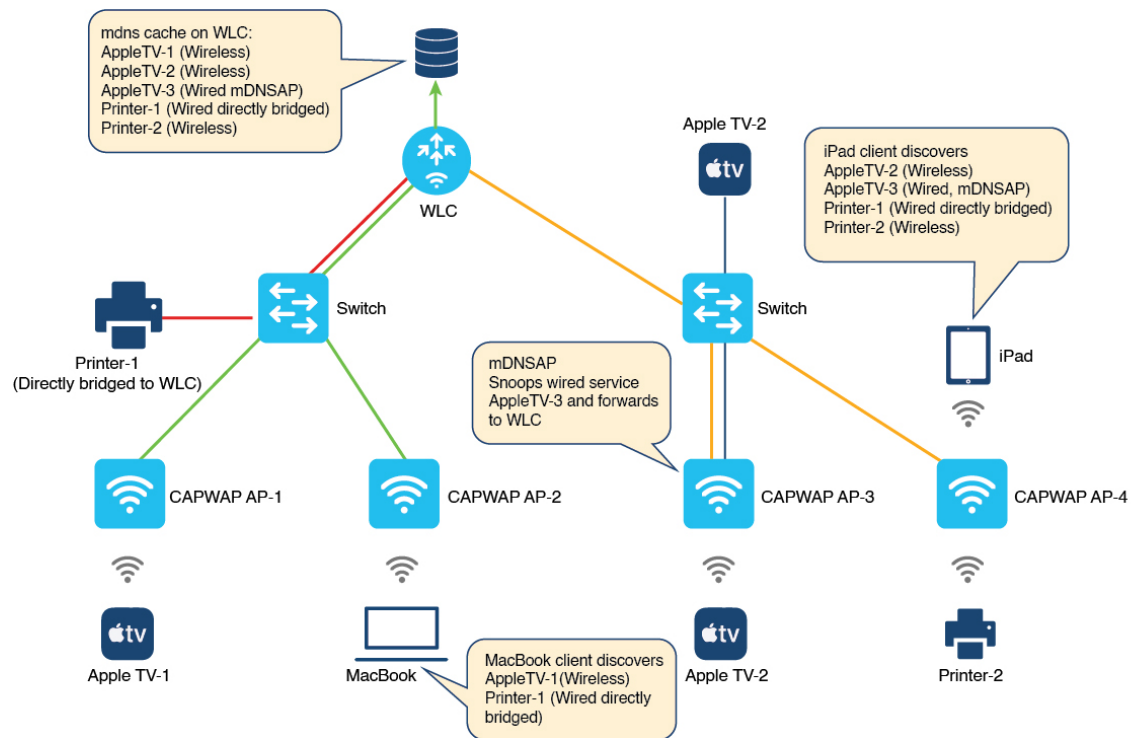 mdns cache on WLC:
AppleTV-1 (Wireless)
AppleTV-2 (Wireless)
AppleTV-3 (Wired mDNSAP)
Printer-1 (Wired directly bridged)
Printer-2 (Wireless)
WLC
Apple TV-2
tv
iPad client discovers
AppleTV-2 (Wireless)
AppleTV-3 (Wired, mDNSAP)
Printer-1 (Wired directly bridged)
Printer-2 (Wireless)
Switch
Switch
Printer-1
(Directly bridged to WLC)
iPad
mDNSAP
Snoops wired service
AppleTV-3 and forwards
to WLC
CAPWAP AP-1
CAPWAP AP-2
CAPWAP AP-3
CAPWAP AP-4
tv
Apple TV-1
MacBook
MacBook client discovers
AppleTV-1(Wireless)
Printer-1 (Wired directly
bridged)
tv
Apple TV-2
Printer-2